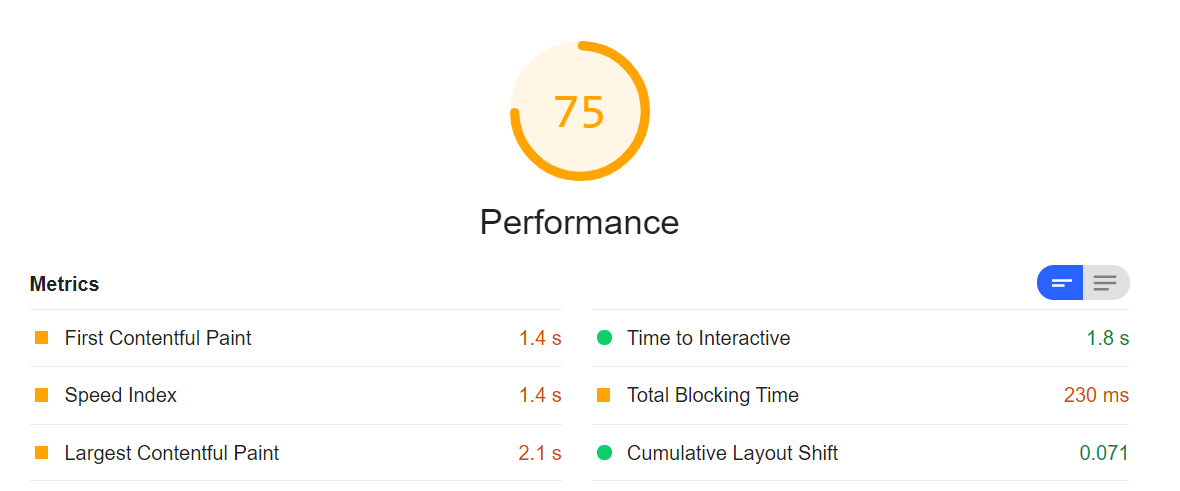 75
Performance
Metrics
First Contentful Paint 1.4 s
Time to Interactive 1.8 s
Speed Index 1.4 s
Total Blocking Time 230 ms
Largest Contentful Paint 2.1 s
Cumulative Layout Shift 0.071